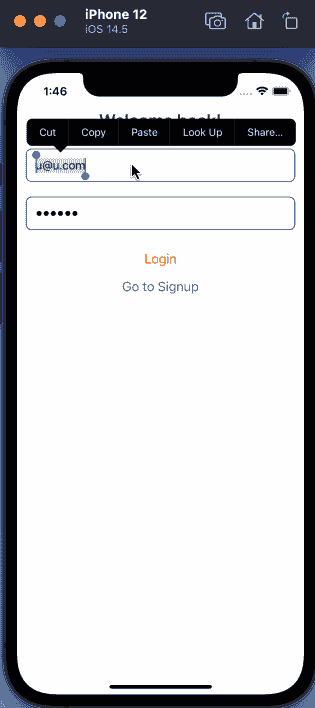 iPhone 12
iOS 14.5
1:46
Welcome back!
Cut Copy Paste Look Up Share...
u@u.com
••••••
Login
Go to Signup